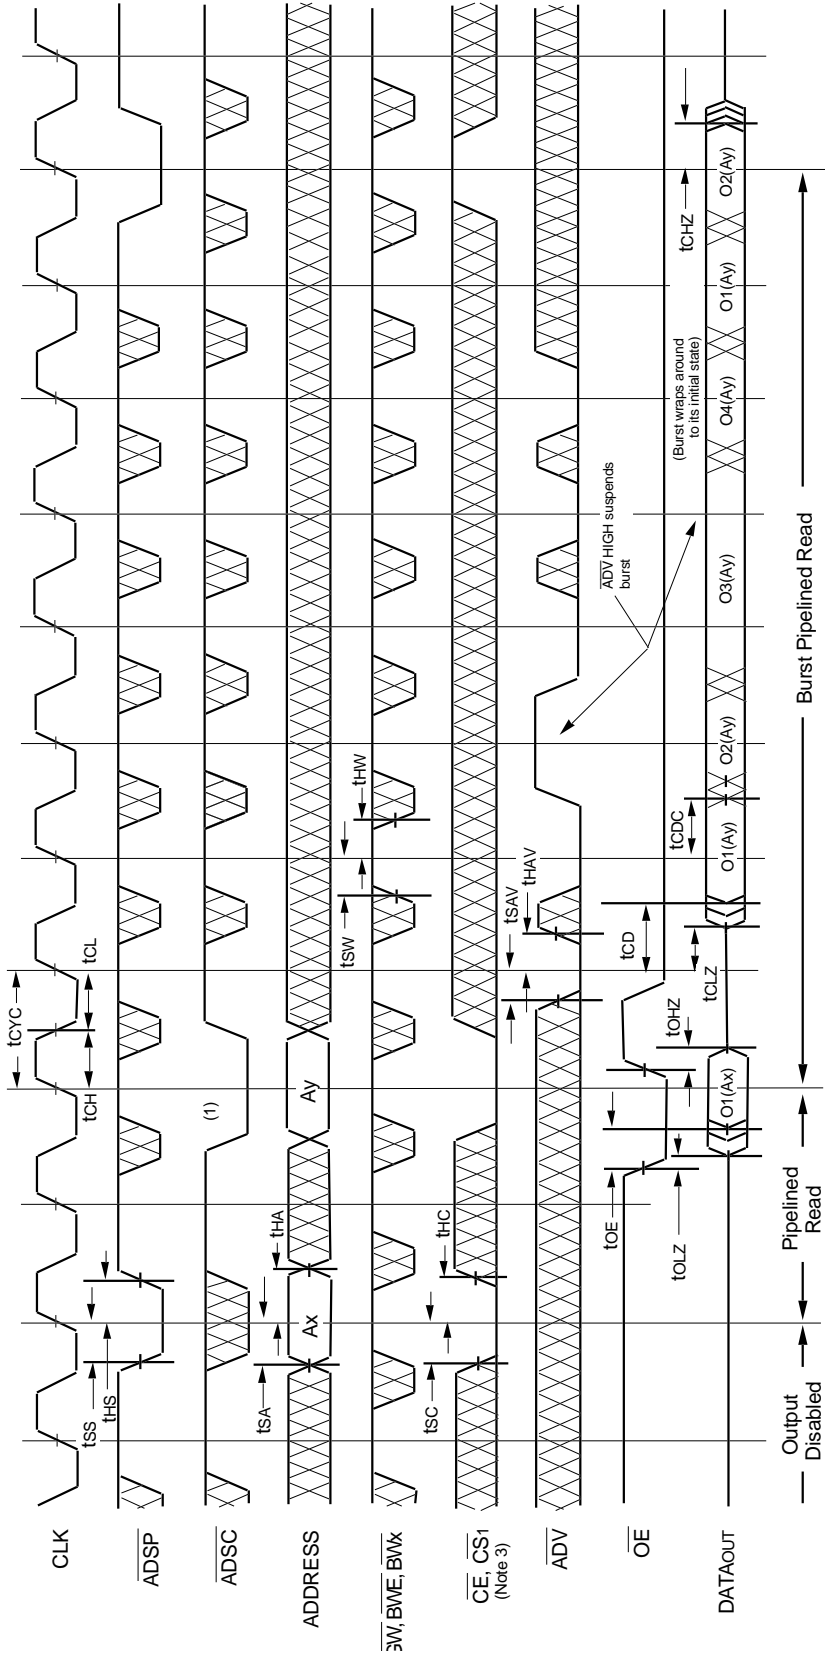 CLK
ADSP
ADSC
ADDRESS
GW, BWE, BWx
CE, CS1
(Note 3)
ADV
OE
DATAOUT
tCYC
tCH
tCL
tSS
tHS
(1)
tSA
tHA
Ax
Ay
tSW
tHW
tSC
tHC
tSAV
tHAV
ADV HIGH suspends
burst
tOE
tOHZ
tCD
tOLZ
tCLZ
tCDC
(Burst wraps around
to its initial state)
tCHZ
O1(Ax)
O1(Ay)
O2(Ay)
O3(Ay)
O4(Ay)
O1(Ay)
O2(Ay)
Output
Disabled
Pipelined
Read
Burst Pipelined Read